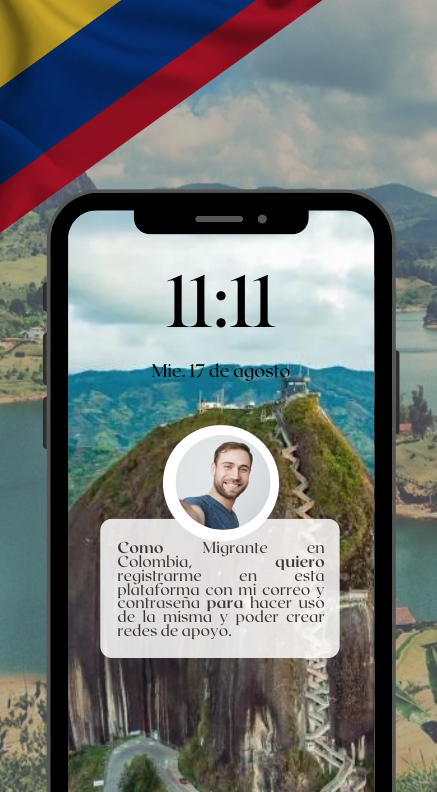 11:11
Mie. 17 de agosto
Como Migrante en
Colombia, quiero
registrarme en esta
plataforma con mi correo y
contraseña para hacer uso
de la misma y poder crear
redes de apoyo.